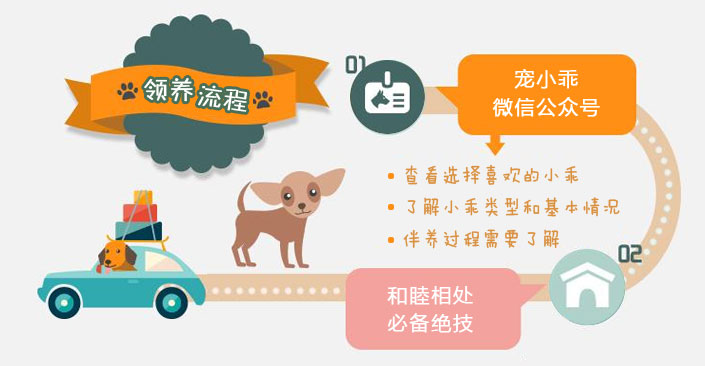 领养流程
01
宠小乖
微信公众号
查看选择喜欢的小乖
了解小乖类型和基本情况
伴养过程需要了解
02
和睦相处
必备绝技